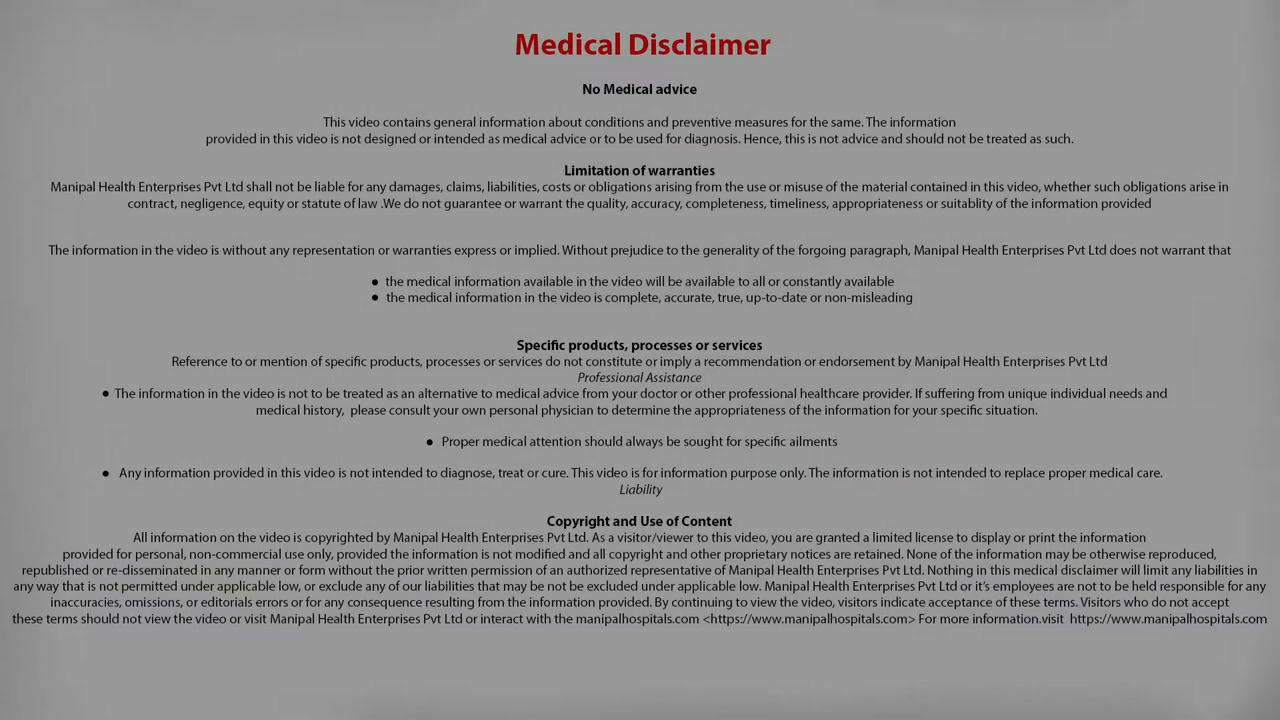 Medical Disclaimer
No Medical advice
This video contains general information about conditions and preventive measures for the same. The information
provided in this video is not designed or intended as medical advice or to be used for diagnosis. Hence, this is not advice and should not be treated as such.
Limitation of warranties
Manipal Health Enterprises Pvt Ltd shall not be liable for any damages, claims, liabilities, costs or obligations arising from the use or misuse of the material contained in this video, whether such obligations arise in
contract, negligence, equity or statute of law .We do not guarantee or warrant the quality, accuracy, completeness, timeliness, appropriateness or suitablity of the information provided
The information in the video is without any representation or warranties express or implied. Without prejudice to the generality of the forgoing paragraph, Manipal Health Enterprises Pvt Ltd does not warrant that
● the medical information available in the video will be available to all or constantly available
● the medical information in the video is complete, accurate, true, up-to-date or non-misleading
Specific products, processes or services
Reference to or mention of specific products, processes or services do not constitute or imply a recommendation or endorsement by Manipal Health Enterprises Pvt Ltd
Professional Assistance
● The information in the video is not to be treated as an alternative to medical advice from your doctor or other professional healthcare provider. If suffering from unique individual needs and
medical history, please consult your own personal physician to determine the appropriateness of the information for your specific situation.
● Proper medical attention should always be sought for specific ailments
● Any information provided in this video is not intended to diagnose, treat or cure. This video is for information purpose only. The information is not intended to replace proper medical care.
Liability
Copyright and Use of Content
All information on the video is copyrighted by Manipal Health Enterprises Pvt Ltd. As a visitor/viewer to this video, you are granted a limited license to display or print the information
provided for personal, non-commercial use only, provided the information is not modified and all copyright and other proprietary notices are retained. None of the information may be otherwise reproduced,
republished or re-disseminated in any manner or form without the prior written permission of an authorized representative of Manipal Health Enterprises Pvt Ltd. Nothing in this medical disclaimer will limit any liabilities in
any way that is not permitted under applicable low, or exclude any of our liabilities that may be not be excluded under applicable low. Manipal Health Enterprises Pvt Ltd or it's employees are not to be held responsible for any
inaccuracies, omissions, or editorials errors or for any consequence resulting from the information provided. By continuing to view the video, visitors indicate acceptance of these terms. Visitors who do not accept
these terms should not view the video or visit Manipal Health Enterprises Pvt Ltd or interact with the manipalhospitals.com <https://www.manipalhospitals.com> For more information.visit https://www.manipalhospitals.com